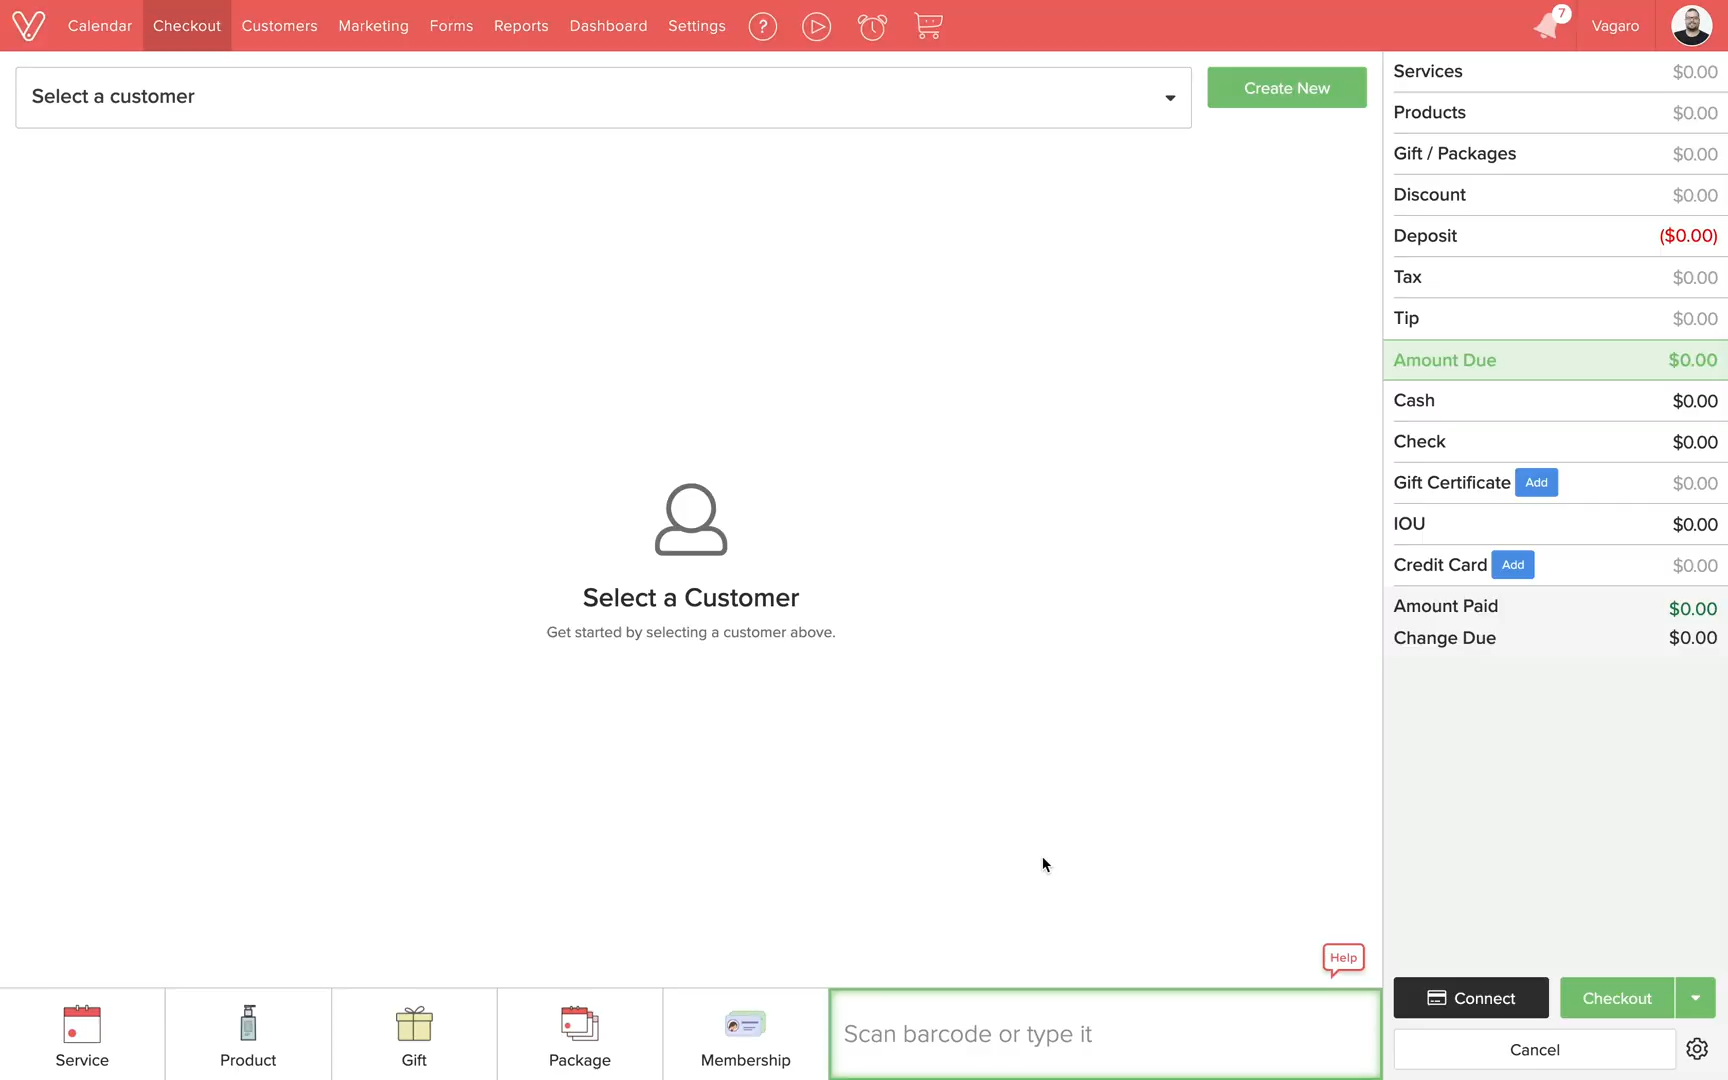 Calendar Checkout Customers Marketing Forms Reports Dashboard Settings ? 7 Vagaro
Select a customer
Create New
Select a Customer
Get started by selecting a customer above.
Help
Service
Product
Gift
Package
Membership
Scan barcode or type it
Services $0.00
Products $0.00
Gift / Packages $0.00
Discount $0.00
Deposit ($0.00)
Tax $0.00
Tip $0.00
Amount Due $0.00
Cash $0.00
Check $0.00
Gift Certificate Add $0.00
IOU $0.00
Credit Card Add $0.00
Amount Paid $0.00
Change Due $0.00
Connect Checkout
Cancel